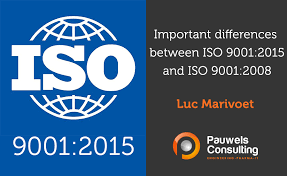 ISO
9001:2015
Important differences
between ISO 9001:2015
and ISO 9001:2008
Luc Marivoet
Pauwels
Consulting